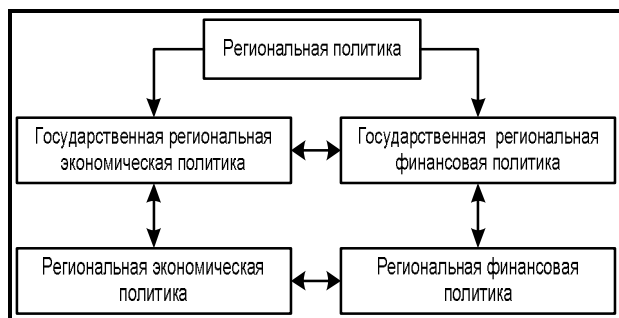 Региональная политика
Государственная региональная
экономическая политика
Государственная региональная
финансовая политика
Региональная экономическая
политика
Региональная финансовая
политика